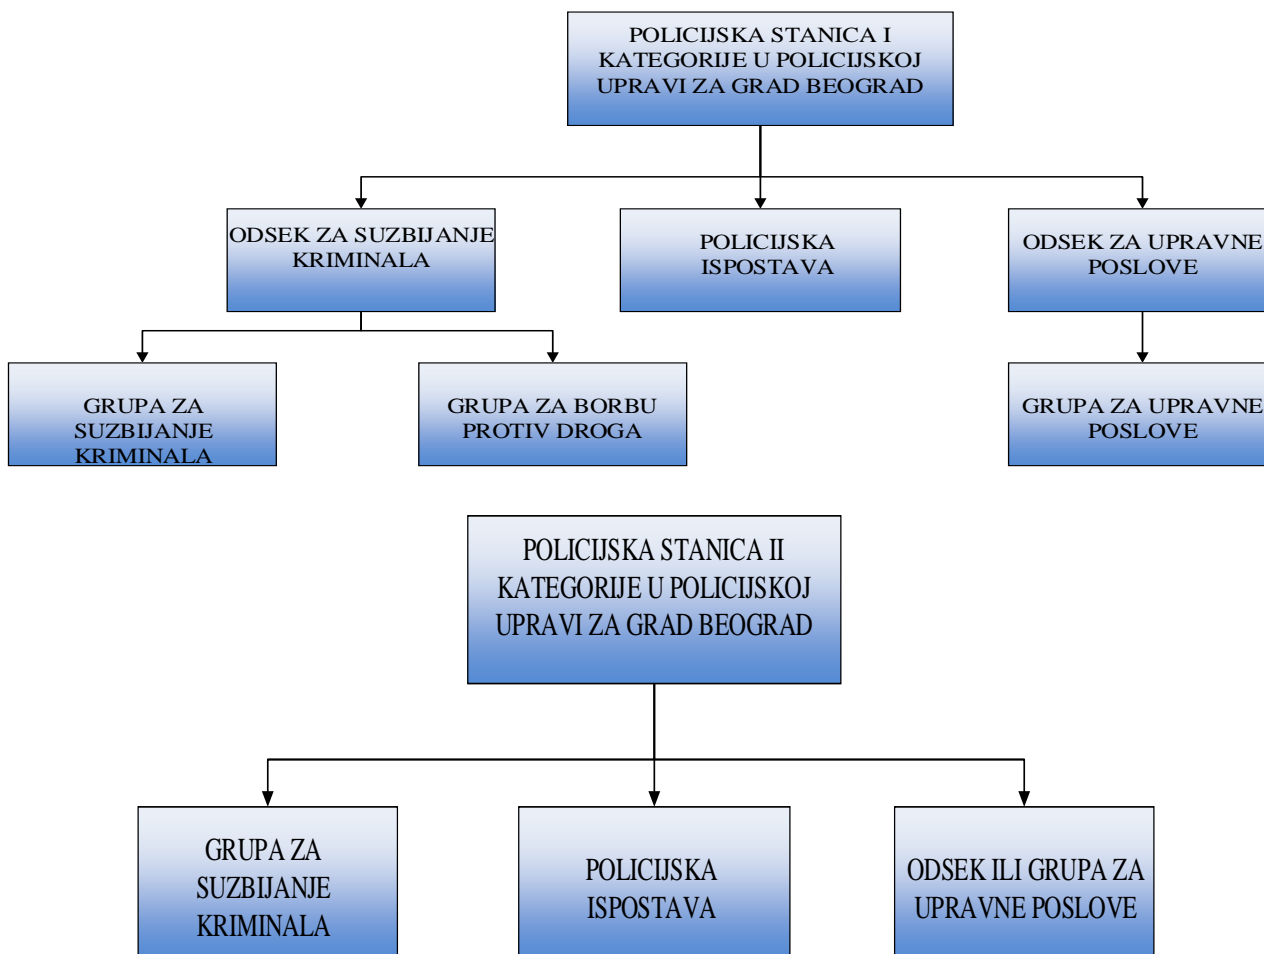 POLICIJSKA STANICA I
KATEGORIJE U POLICIJSKOJ
UPRAVI ZA GRAD BEOGRAD
ODSEK ZA SUZBIJANJE
KRIMINALA
POLICIJSKA
ISPOSTAVA
ODSEK ZA UPRAVNE
POSLOVE
GRUPA ZA
SUZBIJANJE
KRIMINALA
GRUPA ZA BORBU
PROTIV DROGA
GRUPA ZA UPRAVNE
POSLOVE
POLICIJSKA STANICA II
KATEGORIJE U POLICIJSKOJ
UPRAVI ZA GRAD BEOGRAD
GRUPA ZA
SUZBIJANJE
KRIMINALA
POLICIJSKA
ISPOSTAVA
ODSEK ILI GRUPA ZA
UPRAVNE POSLOVE